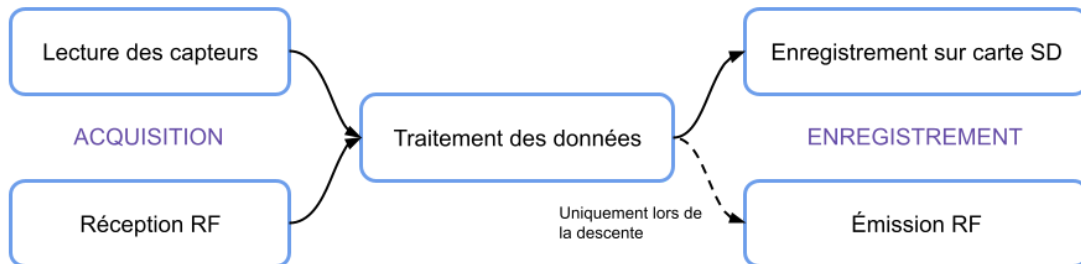 Lecture des capteurs
Enregistrement sur carte SD
ACQUISITION
Traitement des données
ENREGISTREMENT
Réception RF
Uniquement lors de
la descente
Émission RF